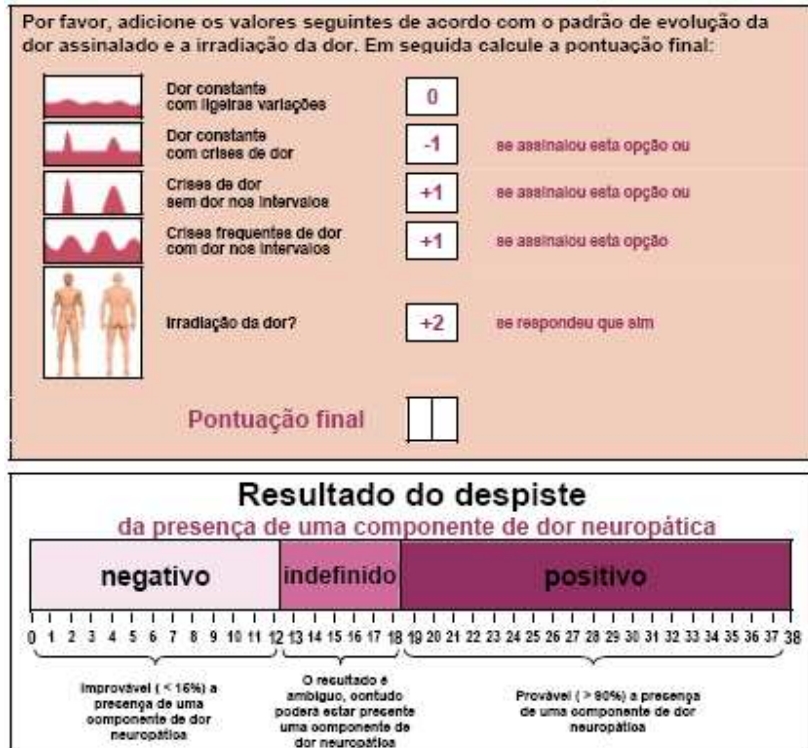 Por favor, adicione os valores seguintes de acordo com o padrão de evolução da
dor assinalado e a irradiação da dor. Em seguida calcule a pontuação final:
Dor constante
com ligeiras variações
0
Dor constante
com crises de dor
-1
se assinalou esta opção ou
Crises de dor
sem dor nos intervalos
+1
se assinalou esta opção ou
Crises frequentes de dor
com dor nos intervalos
+1
se assinalou esta opção
Irradiação da dor?
+2
se respondeu que sim
Pontuação final
Resultado do despiste
da presença de uma componente de dor neuropática
negativo indefinido positivo
0 1 2 3 4 5 6 7 8 9 10 11 12 13 14 15 16 17 18 19 20 21 22 23 24 25 26 27 28 29 30 31 32 33 34 35 36 37 38
Improvável ( < 15%) a
presença de uma
componente de dor
neuropática
O resultado é
ambíguo, contudo
poderá estar presente
uma componente de
dor neuropática
Provável ( > 90%) a presença
de uma componente de dor
neuropática